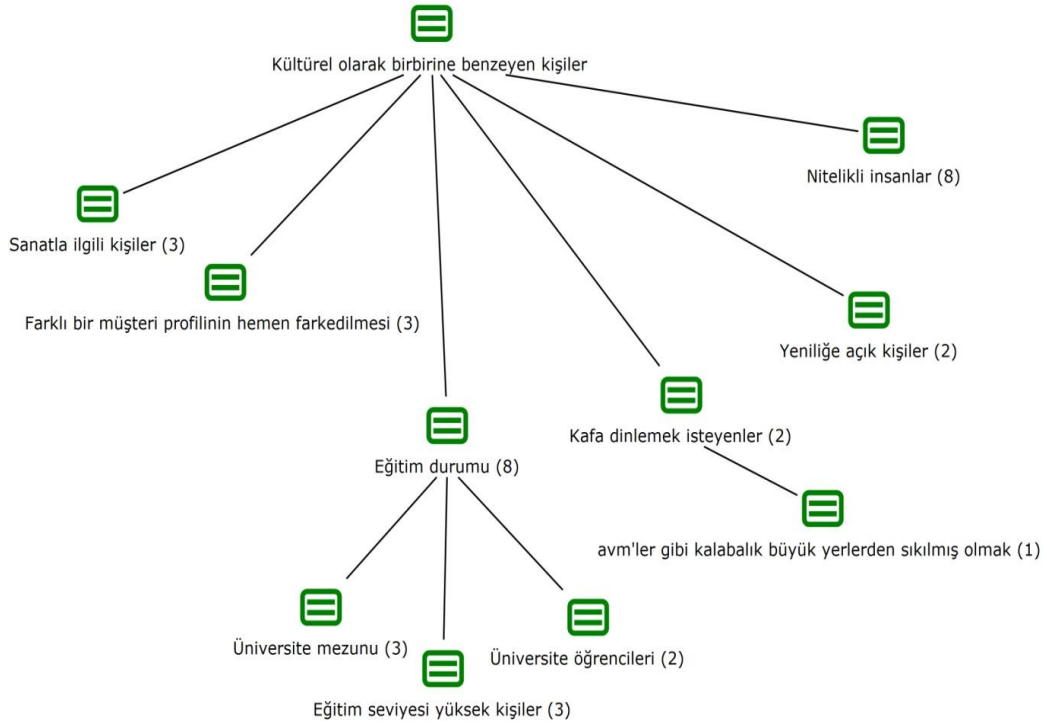 Kültürel olarak birbirine benzeyen kişiler
Nitelikli insanlar (8)
Sanatla ilgili kişiler (3)
Farklı bir müşteri profilinin hemen farkedilmesi (3)
Yeniliğe açık kişiler (2)
Kafa dinlemek isteyenler (2)
Eğitim durumu (8)
avm'ler gibi kalabalık büyük yerlerden sıkılmış olmak (1)
Üniversite mezunu (3)
Üniversite öğrencileri (2)
Eğitim seviyesi yüksek kişiler (3)